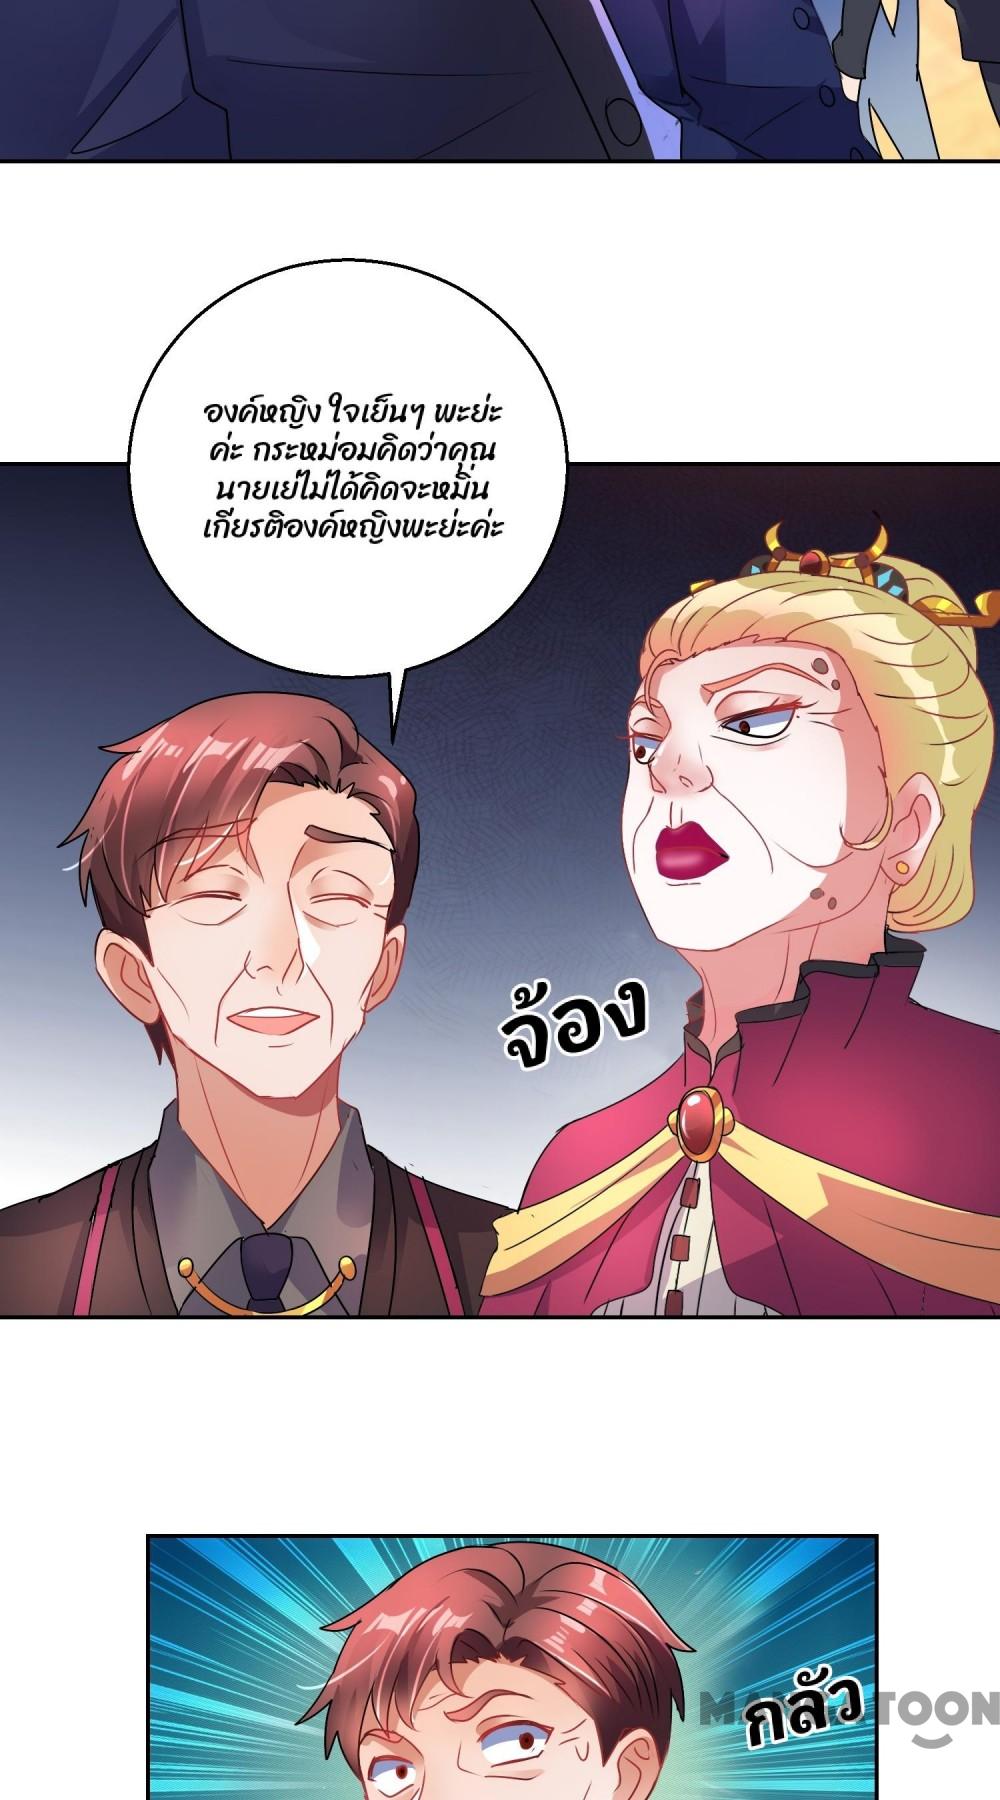 องค์หญิง ใจเย็นๆ พะย่ะ
ค่ะ กระหม่อมคิดว่าคุณ
นายเย่ไม่ได้คิดจะหมิ่น
เกียรติองค์หญิงพะย่ะค่ะ
จ้อง
กลัว
MANGATOON